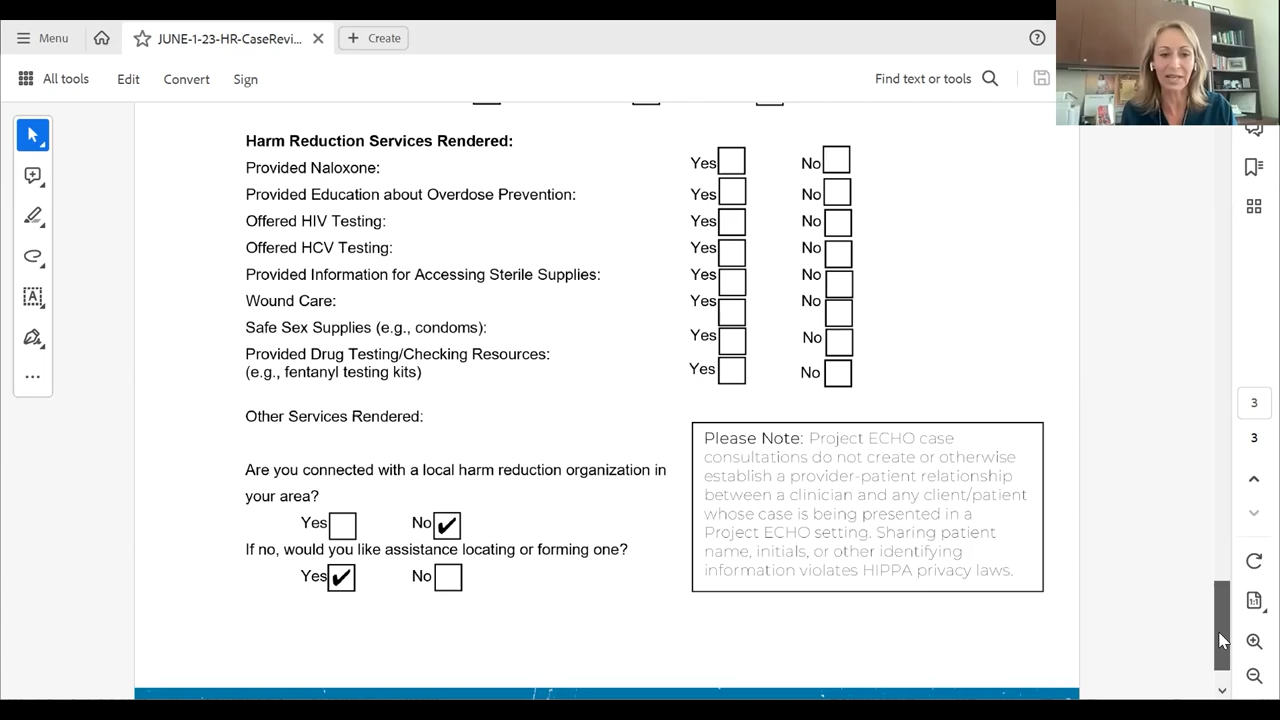 Menu
JUNE-1-23-HR-CaseRevi...
Create
All tools
Edit
Convert
Sign
Find text or tools
Harm Reduction Services Rendered:
Provided Naloxone: Yes No
Provided Education about Overdose Prevention: Yes No
Offered HIV Testing: Yes No
Offered HCV Testing: Yes No
Provided Information for Accessing Sterile Supplies: Yes No
Wound Care: Yes No
Safe Sex Supplies (e.g., condoms): Yes No
Provided Drug Testing/Checking Resources: Yes No
(e.g., fentanyl testing kits)
Other Services Rendered:
Are you connected with a local harm reduction organization in
your area?
Yes No ✔
If no, would you like assistance locating or forming one?
Yes ✔ No
Please Note: Project ECHO case
consultations do not create or otherwise
establish a provider-patient relationship
between a clinician and any client/patient
whose case is being presented in a
Project ECHO setting. Sharing patient
name, initials, or other identifying
information violates HIPPA privacy laws.
3
3
1:1